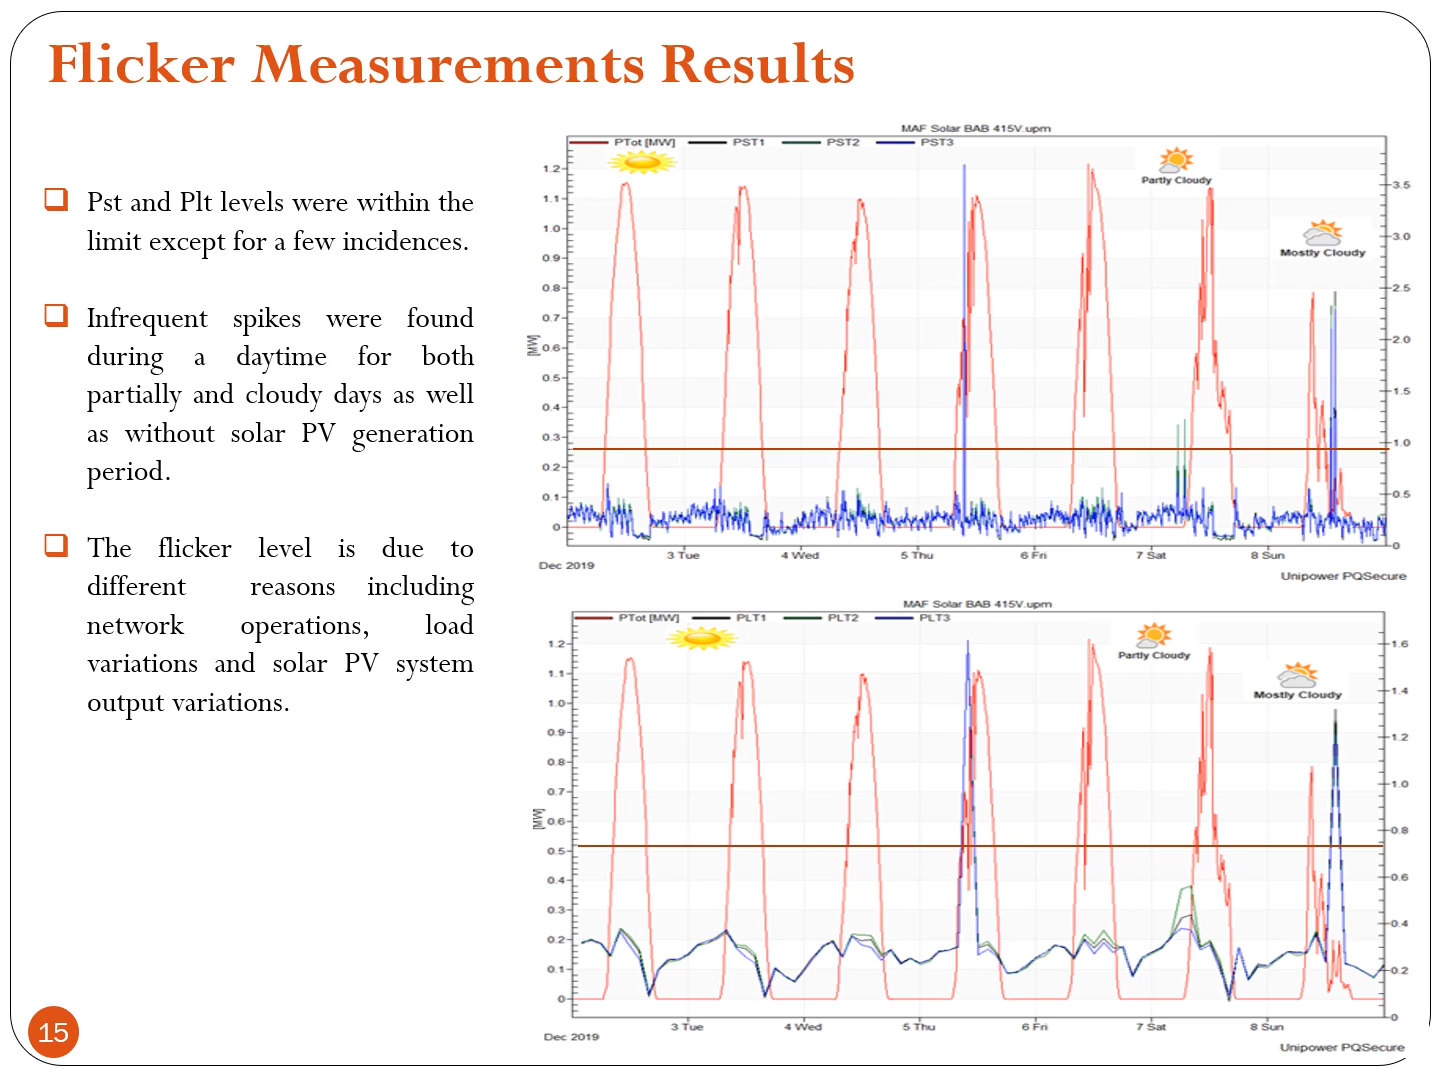 Flicker Measurements Results
Pst and Plt levels were within the
limit except for a few incidences.
Infrequent spikes were found
during a daytime for both
partially and cloudy days as well
as without solar PV generation
period.
The flicker level is due to
different reasons including
network operations, load
variations and solar PV system
output variations.
15
MAF Solar BAB 415V.upm
PTot [MW] PST1 PST2 PST3
Partly Cloudy
Mostly Cloudy
[MW]
1.2
1.1
1.0
0.9
0.8
0.7
0.6
0.5
0.4
0.3
0.2
0.1
0
3.5
3.0
2.5
2.0
1.5
1.0
0.5
0
3 Tue 4 Wed 5 Thu 6 Fri 7 Sat 8 Sun
Dec 2019
Unipower PQSecure
MAF Solar BAB 415V.upm
PTot [MW] PLT1 PLT2 PLT3
Partly Cloudy
Mostly Cloudy
[MW]
1.2
1.1
1.0
0.9
0.8
0.7
0.6
0.5
0.4
0.3
0.2
0.1
0
1.6
1.4
1.2
1.0
0.8
0.6
0.4
0.2
0
3 Tue 4 Wed 5 Thu 6 Fri 7 Sat 8 Sun
Dec 2019
Unipower PQSecure